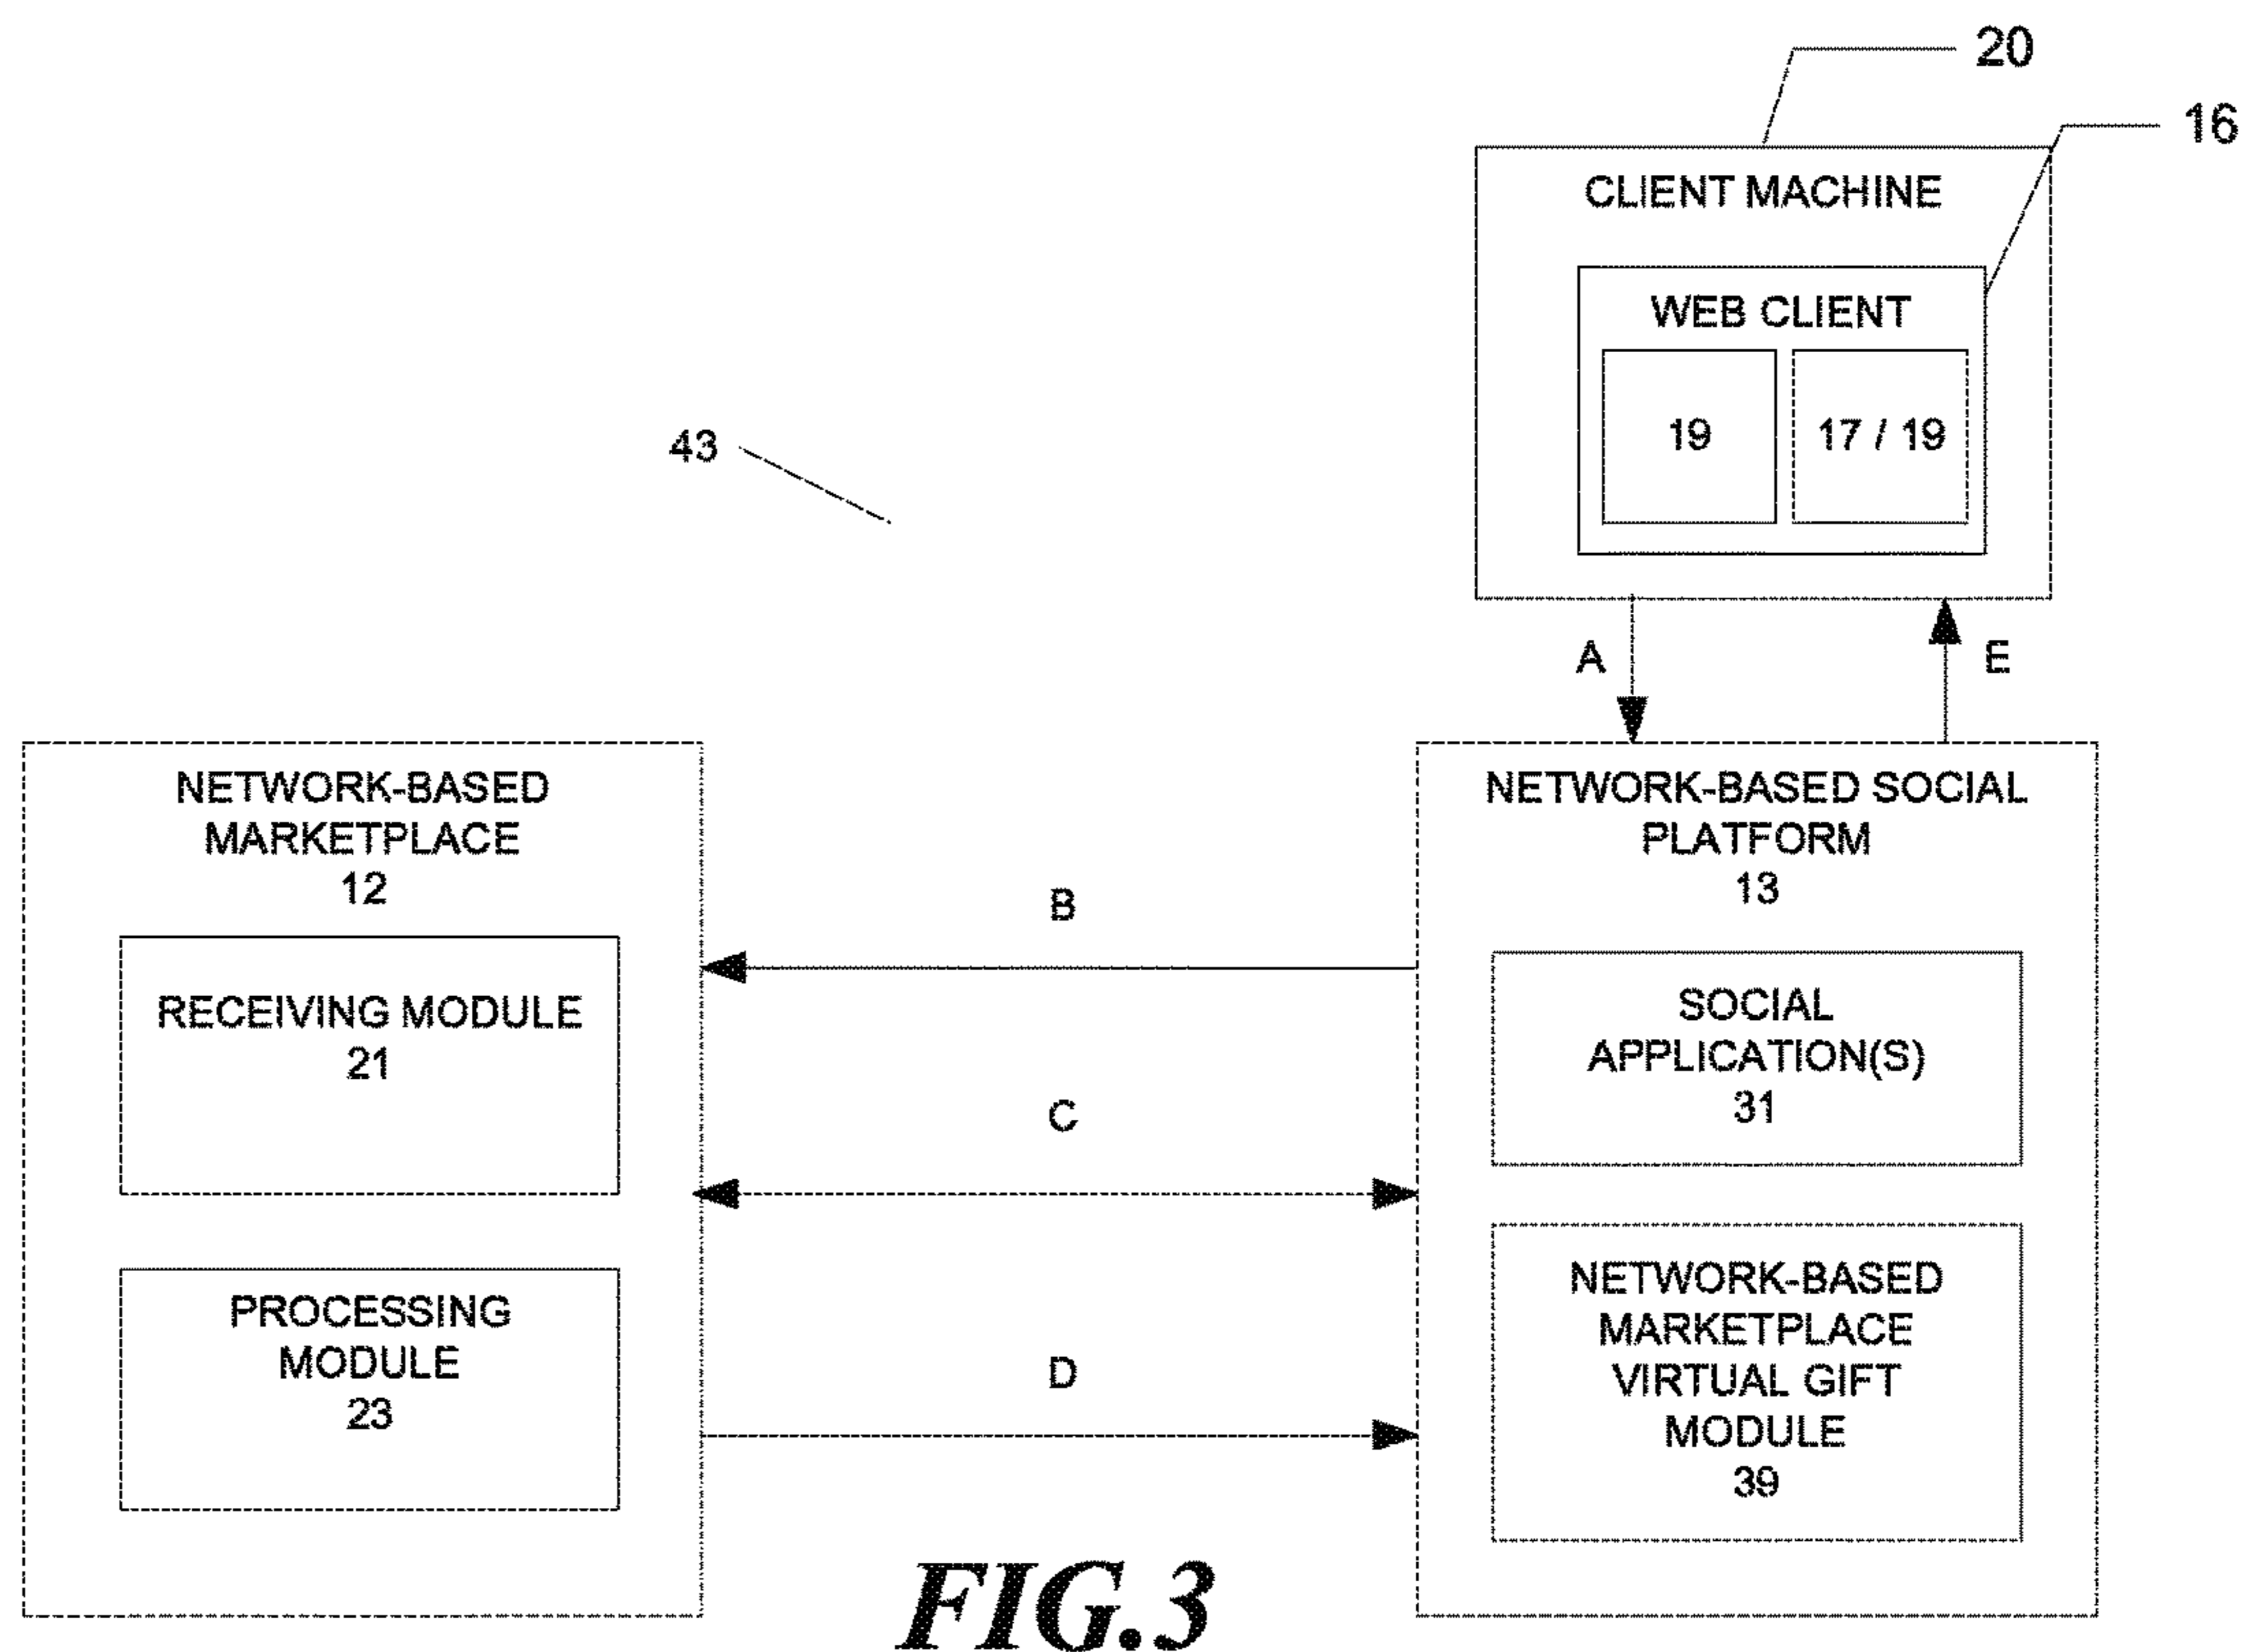 20
16
CLIENT MACHINE
WEB CLIENT
19
17 / 19
43
A
E
NETWORK-BASED
MARKETPLACE
12
RECEIVING MODULE
21
PROCESSING
MODULE
23
B
C
D
NETWORK-BASED SOCIAL
PLATFORM
13
SOCIAL
APPLICATION(S)
31
NETWORK-BASED
MARKETPLACE
VIRTUAL GIFT
MODULE
39
FIG.3